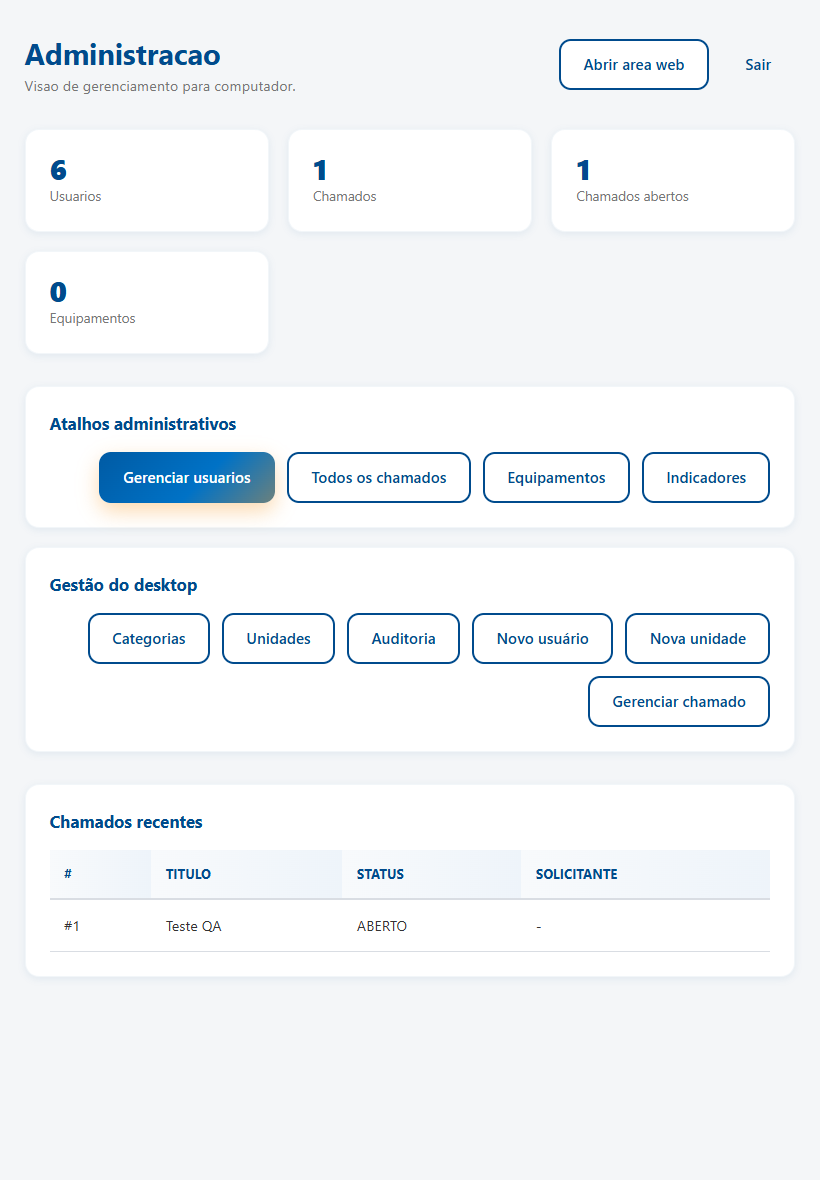 Administracao
Visao de gerenciamento para computador.
Abrir area web
Sair
6
Usuarios
1
Chamados
1
Chamados abertos
0
Equipamentos
Atalhos administrativos
Gerenciar usuarios
Todos os chamados
Equipamentos
Indicadores
Gestão do desktop
Categorias
Unidades
Auditoria
Novo usuário
Nova unidade
Gerenciar chamado
Chamados recentes
# TITULO STATUS SOLICITANTE
#1 Teste QA ABERTO -